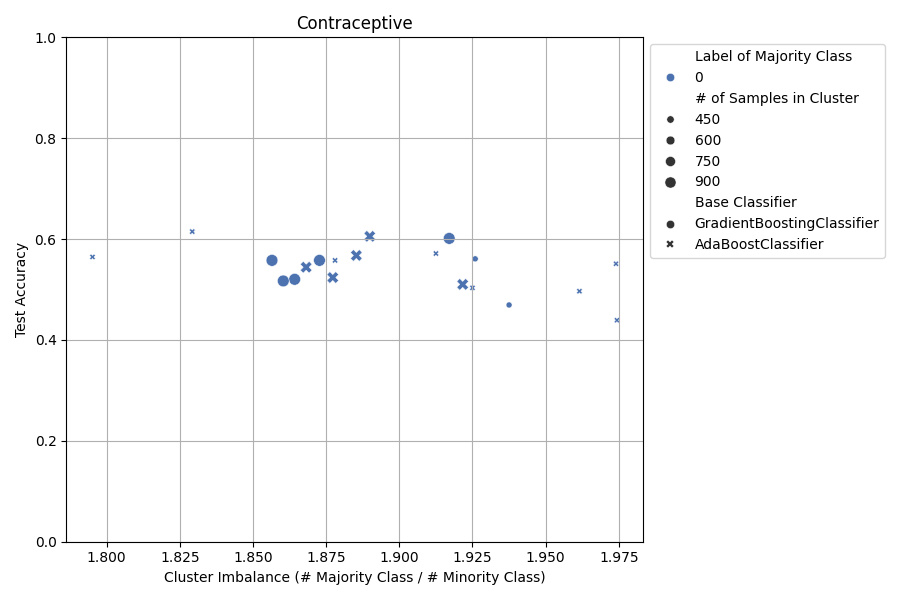 Contraceptive
Test Accuracy
1.0
0.8
0.6
0.4
0.2
0.0
1.800 1.825 1.850 1.875 1.900 1.925 1.950 1.975
Cluster Imbalance (# Majority Class / # Minority Class)
Label of Majority Class
0
# of Samples in Cluster
450
600
750
900
Base Classifier
GradientBoostingClassifier
AdaBoostClassifier